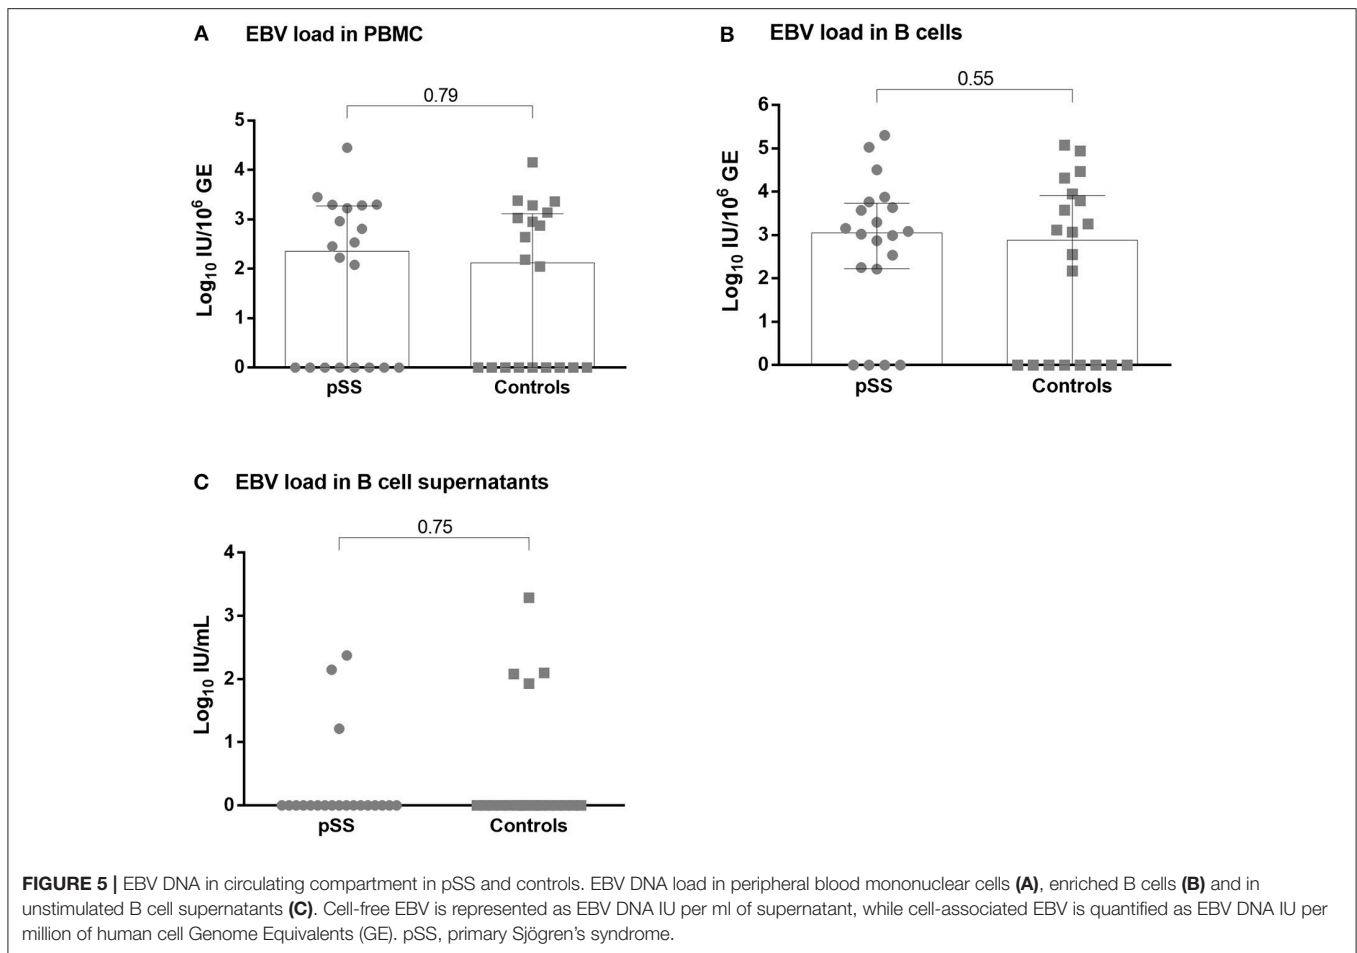 A EBV load in PBMC
0.79
Log10 IU/10^6 GE
5
4
3
2
1
0
pSS Controls
B EBV load in B cells
0.55
Log10 IU/10^6 GE
6
5
4
3
2
1
0
pSS Controls
C EBV load in B cell supernatants
0.75
Log10 IU/mL
4
3
2
1
0
pSS Controls
FIGURE 5 | EBV DNA in circulating compartment in pSS and controls. EBV DNA load in peripheral blood mononuclear cells (A), enriched B cells (B) and in
unstimulated B cell supernatants (C). Cell-free EBV is represented as EBV DNA IU per ml of supernatant, while cell-associated EBV is quantified as EBV DNA IU per
million of human cell Genome Equivalents (GE). pSS, primary Sjögren's syndrome.